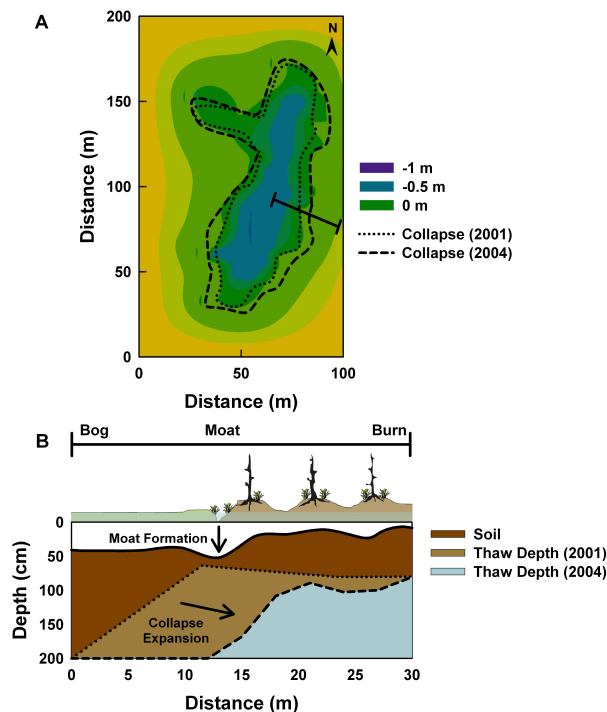 A
N
200
150
100
50
0
Distance (m)
0
50
100
Distance (m)
-1 m
-0.5 m
0 m
Collapse (2001)
Collapse (2004)
B
Bog
Moat
Burn
0
50
100
150
200
Depth (cm)
Moat Formation
Collapse
Expansion
Soil
Thaw Depth (2001)
Thaw Depth (2004)
0
5
10
15
20
25
30
Distance (m)